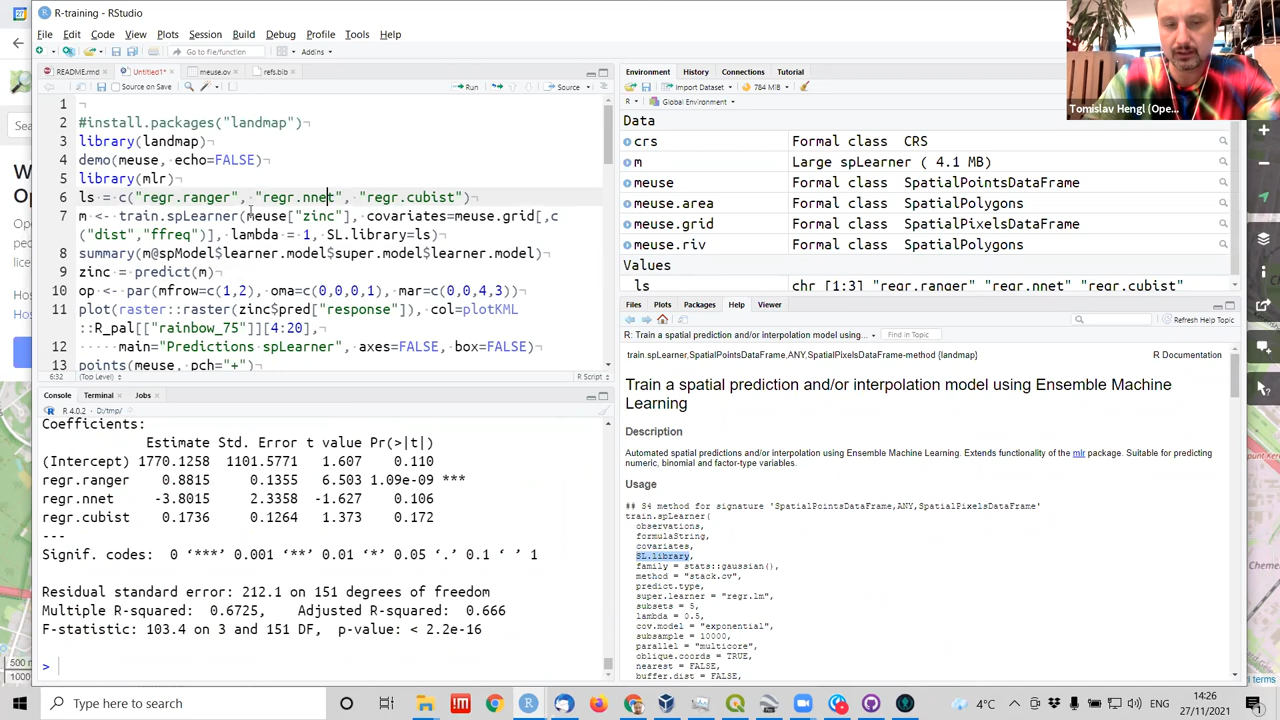 R-training - RStudio
File Edit Code View Plots Session Build Debug Profile Tools Help
Go to file/function Addins
README.rmd Untitled1* meuse.ov refs.bib
Source on Save Run Source
1
2 #install.packages("landmap")
3 library(landmap)
4 demo(meuse, echo=FALSE)
5 library(mlr)
6 ls = c("regr.ranger", "regr.nnet", "regr.cubist")
7 m <- train.spLearner(meuse["zinc"], covariates=meuse.grid[,c
("dist","ffreq")], lambda = 1, SL.library=ls)
8 summary(m@spModel$learner.model$super.model$learner.model)
9 zinc = predict(m)
10 op <- par(mfrow=c(1,2), oma=c(0,0,0,1), mar=c(0,0,4,3))
11 plot(raster::raster(zinc$pred["response"]), col=plotKML
::R_pal[["rainbow_75"]][4:20],
12 main="Predictions spLearner", axes=FALSE, box=FALSE)
13 points(meuse, pch="+")
6:32 (Top Level) R Script
Console Terminal Jobs
R 4.0.2 · D:/tmp/
Coefficients:
Estimate Std. Error t value Pr(>|t|)
(Intercept) 1770.1258 1101.5771 1.607 0.110
regr.ranger 0.8815 0.1355 6.503 1.09e-09 ***
regr.nnet -3.8015 2.3358 -1.627 0.106
regr.cubist 0.1736 0.1264 1.373 0.172
---
Signif. codes: 0 ‘***’ 0.001 ‘**’ 0.01 ‘*’ 0.05 ‘.’ 0.1 ‘ ’ 1
Residual standard error: 212.1 on 151 degrees of freedom
Multiple R-squared: 0.6725, Adjusted R-squared: 0.666
F-statistic: 103.4 on 3 and 151 DF, p-value: < 2.2e-16
>
Environment History Connections Tutorial
Import Dataset 784 MiB
R Global Environment
Data
crs Formal class CRS
m Large spLearner ( 4.1 MB)
meuse Formal class SpatialPointsDataFrame
meuse.area Formal class SpatialPolygons
meuse.grid Formal class SpatialPixelsDataFrame
meuse.riv Formal class SpatialPolygons
Values
ls chr [1:3] "regr.ranger" "regr.nnet" "regr.cubist"
Files Plots Packages Help Viewer
Refresh Help Topic
R: Train a spatial prediction and/or interpolation model using... Find in Topic
train.spLearner,SpatialPointsDataFrame,ANY,SpatialPixelsDataFrame-method {landmap} R Documentation
Train a spatial prediction and/or interpolation model using Ensemble Machine
Learning
Description
Automated spatial predictions and/or interpolation using Ensemble Machine Learning. Extends functionality of the mlr package. Suitable for predicting
numeric, binomial and factor-type variables.
Usage
## S4 method for signature 'SpatialPointsDataFrame,ANY,SpatialPixelsDataFrame'
train.spLearner(
observations,
formulaString,
covariates,
SL.library,
family = stats::gaussian(),
method = "stack.cv",
predict.type,
super.learner = "regr.lm",
subsets = 5,
lambda = 0.5,
cov.model = "exponential",
subsample = 10000,
parallel = "multicore",
oblique.coords = TRUE,
nearest = FALSE,
buffer.dist = FALSE,
Tomislav Hengl (Ope...
Type here to search
4°C ENG
14:26
27/11/2021